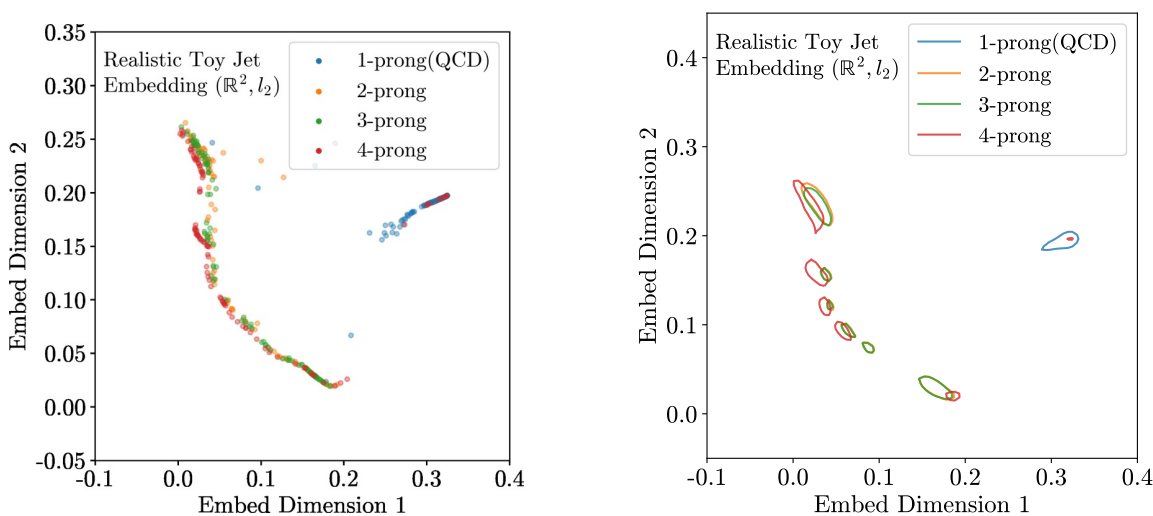 0.35
0.30
0.25
0.20
0.15
0.10
0.05
0.00
-0.05
Embed Dimension 2
Realistic Toy Jet
Embedding (ℝ², l₂)
1-prong(QCD)
2-prong
3-prong
4-prong
-0.1 0.0 0.1 0.2 0.3 0.4
Embed Dimension 1
0.4
0.3
0.2
0.1
0.0
Embed Dimension 2
Realistic Toy Jet
Embedding (ℝ², l₂)
1-prong(QCD)
2-prong
3-prong
4-prong
-0.1 0.0 0.1 0.2 0.3 0.4
Embed Dimension 1